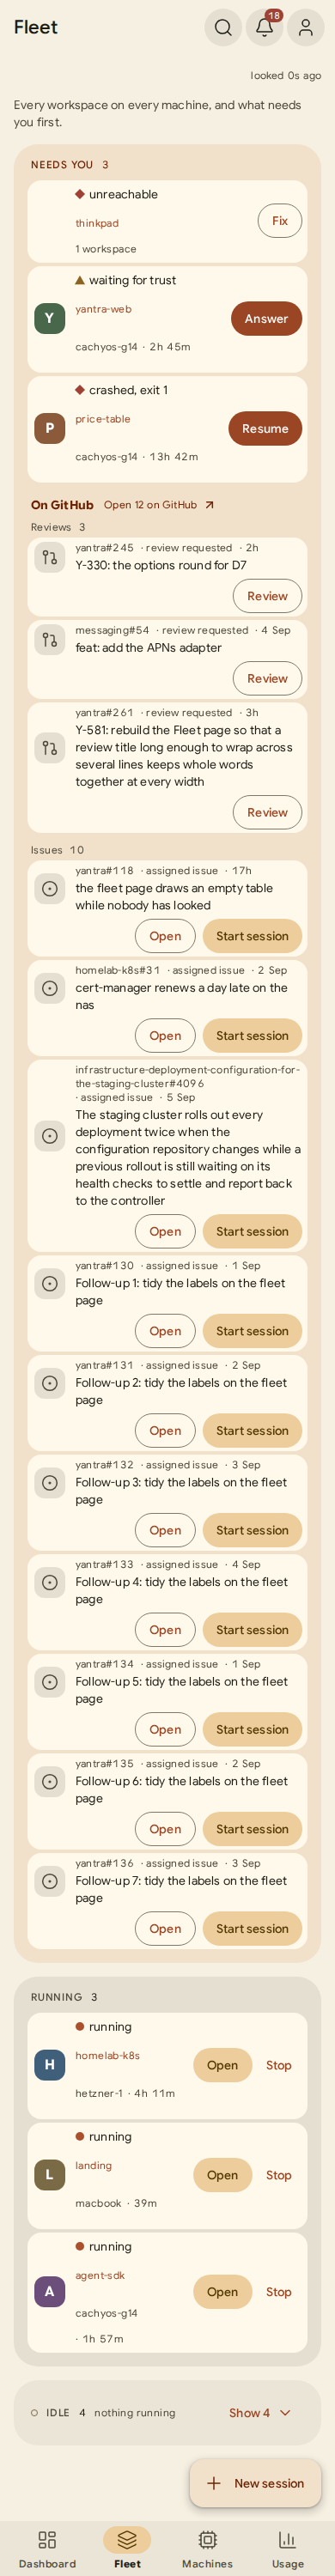 Fleet
18
looked 0s ago
Every workspace on every machine, and what needs
you first.
NEEDS YOU 3
unreachable
thinkpad
1 workspace
Fix
waiting for trust
Y
yantra-web
Answer
cachyos-g14 · 2h 45m
crashed, exit 1
P
price-table
Resume
cachyos-g14 · 13h 42m
On GitHub Open 12 on GitHub
Reviews 3
yantra#245 · review requested · 2h
Y-330: the options round for D7
Review
messaging#54 · review requested · 4 Sep
feat: add the APNs adapter
Review
yantra#261 · review requested · 3h
Y-581: rebuild the Fleet page so that a
review title long enough to wrap across
several lines keeps whole words
together at every width
Review
Issues 10
yantra#118 · assigned issue · 17h
the fleet page draws an empty table
while nobody has looked
Open Start session
homelab-k8s#31 · assigned issue · 2 Sep
cert-manager renews a day late on the
nas
Open Start session
infrastructure-deployment-configuration-for-
the-staging-cluster#4096
· assigned issue · 5 Sep
The staging cluster rolls out every
deployment twice when the
configuration repository changes while a
previous rollout is still waiting on its
health checks to settle and report back
to the controller
Open Start session
yantra#130 · assigned issue · 1 Sep
Follow-up 1: tidy the labels on the fleet
page
Open Start session
yantra#131 · assigned issue · 2 Sep
Follow-up 2: tidy the labels on the fleet
page
Open Start session
yantra#132 · assigned issue · 3 Sep
Follow-up 3: tidy the labels on the fleet
page
Open Start session
yantra#133 · assigned issue · 4 Sep
Follow-up 4: tidy the labels on the fleet
page
Open Start session
yantra#134 · assigned issue · 1 Sep
Follow-up 5: tidy the labels on the fleet
page
Open Start session
yantra#135 · assigned issue · 2 Sep
Follow-up 6: tidy the labels on the fleet
page
Open Start session
yantra#136 · assigned issue · 3 Sep
Follow-up 7: tidy the labels on the fleet
page
Open Start session
RUNNING 3
running
H
homelab-k8s
Open Stop
hetzner-1 · 4h 11m
running
L
landing
Open Stop
macbook · 39m
running
A
agent-sdk
Open Stop
cachyos-g14
· 1h 57m
IDLE 4 nothing running Show 4
New session
Dashboard Fleet Machines Usage